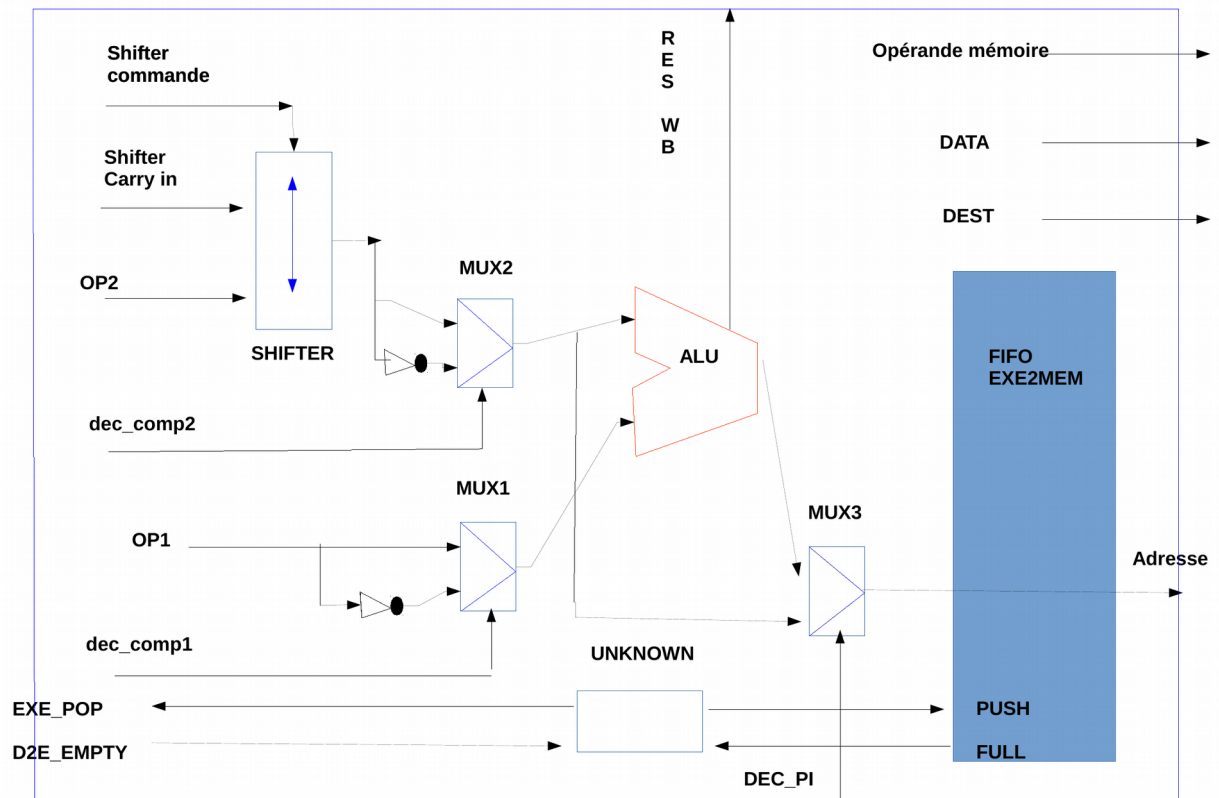 Shifter
commande
R
E
S
W
B
Opérande mémoire
Shifter
Carry in
DATA
DEST
OP2
MUX2
SHIFTER
ALU
FIFO
EXE2MEM
dec_comp2
MUX1
OP1
MUX3
Adresse
dec_comp1
UNKNOWN
EXE_POP
PUSH
D2E_EMPTY
FULL
DEC_PI